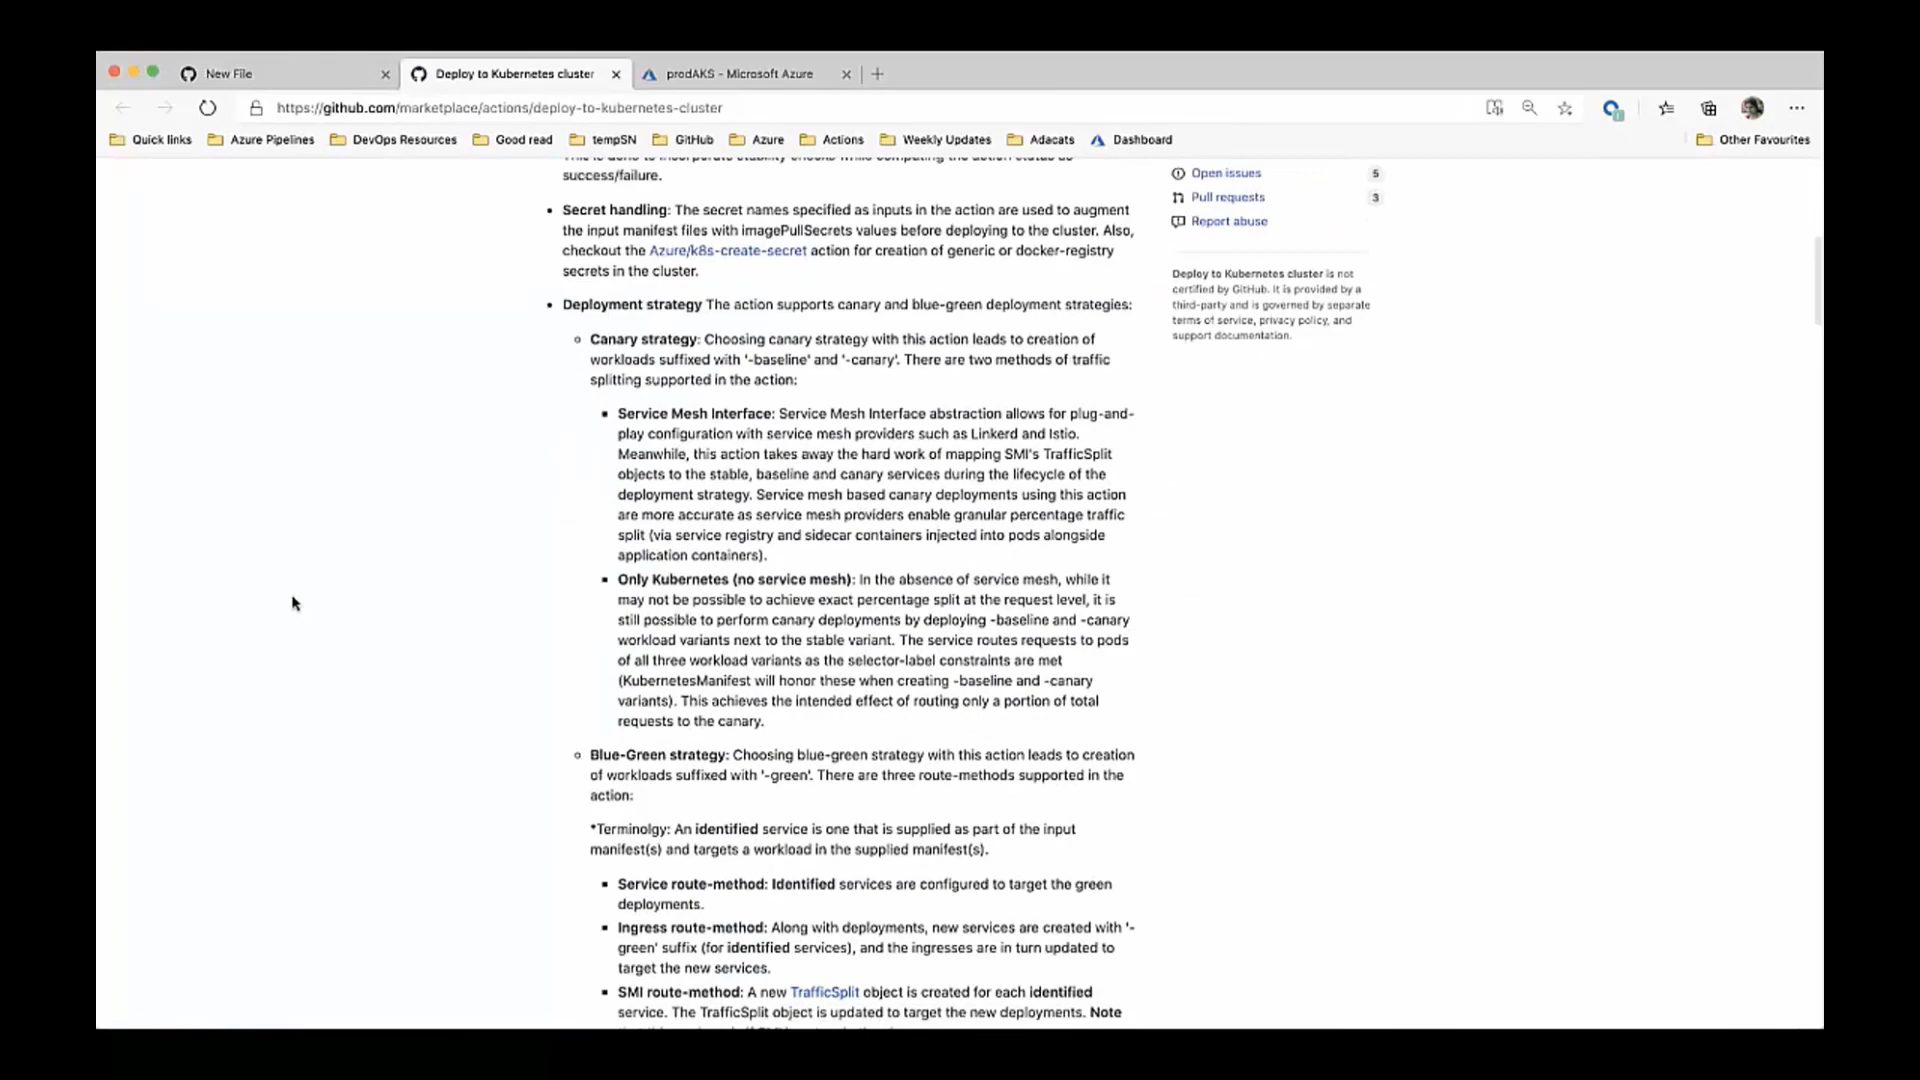 New File
Deploy to Kubernetes cluster
prodAKS - Microsoft Azure
https://github.com/marketplace/actions/deploy-to-kubernetes-cluster
Quick links
Azure Pipelines
DevOps Resources
Good read
tempSN
GitHub
Azure
Actions
Weekly Updates
Adacats
Dashboard
Other Favourites
This is done to incorporate stability checks while computing the action status as
success/failure.
• Secret handling: The secret names specified as inputs in the action are used to augment
the input manifest files with imagePullSecrets values before deploying to the cluster. Also,
checkout the Azure/k8s-create-secret action for creation of generic or docker-registry
secrets in the cluster.
• Deployment strategy The action supports canary and blue-green deployment strategies:
Canary strategy: Choosing canary strategy with this action leads to creation of
workloads suffixed with '-baseline' and '-canary'. There are two methods of traffic
splitting supported in the action:
Service Mesh Interface: Service Mesh Interface abstraction allows for plug-and-
play configuration with service mesh providers such as Linkerd and Istio.
Meanwhile, this action takes away the hard work of mapping SMI's TrafficSplit
objects to the stable, baseline and canary services during the lifecycle of the
deployment strategy. Service mesh based canary deployments using this action
are more accurate as service mesh providers enable granular percentage traffic
split (via service registry and sidecar containers injected into pods alongside
application containers).
Only Kubernetes (no service mesh): In the absence of service mesh, while it
may not be possible to achieve exact percentage split at the request level, it is
still possible to perform canary deployments by deploying -baseline and -canary
workload variants next to the stable variant. The service routes requests to pods
of all three workload variants as the selector-label constraints are met
(KubernetesManifest will honor these when creating -baseline and -canary
variants). This achieves the intended effect of routing only a portion of total
requests to the canary.
Blue-Green strategy: Choosing blue-green strategy with this action leads to creation
of workloads suffixed with '-green'. There are three route-methods supported in the
action:
*Terminolgy: An identified service is one that is supplied as part of the input
manifest(s) and targets a workload in the supplied manifest(s).
Service route-method: Identified services are configured to target the green
deployments.
Ingress route-method: Along with deployments, new services are created with '-
green' suffix (for identified services), and the ingresses are in turn updated to
target the new services.
SMI route-method: A new TrafficSplit object is created for each identified
service. The TrafficSplit object is updated to target the new deployments. Note
Open issues 5
Pull requests 3
Report abuse
Deploy to Kubernetes cluster is not
certified by GitHub. It is provided by a
third-party and is governed by separate
terms of service, privacy policy, and
support documentation.